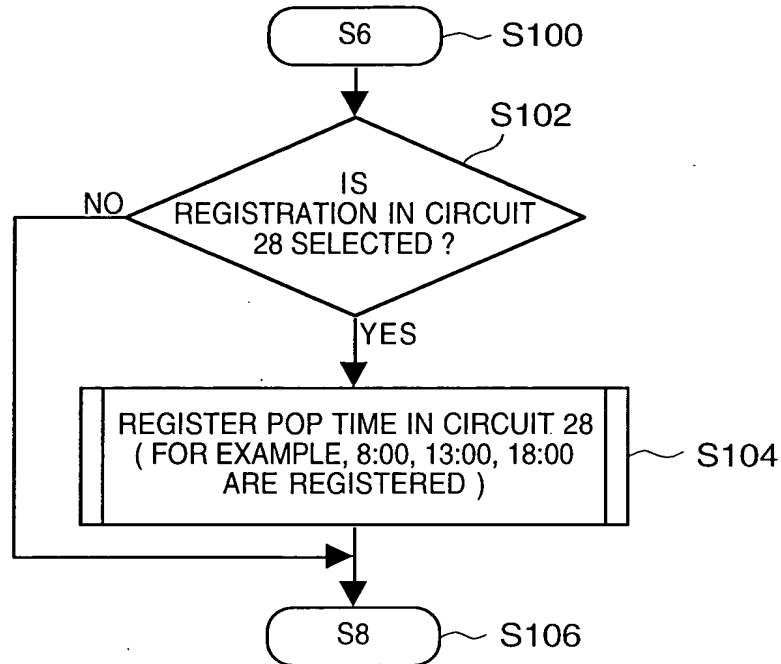 S6
S100
S102
IS
REGISTRATION IN CIRCUIT
28 SELECTED ?
NO
YES
REGISTER POP TIME IN CIRCUIT 28
( FOR EXAMPLE, 8:00, 13:00, 18:00
ARE REGISTERED )
S104
S8
S106